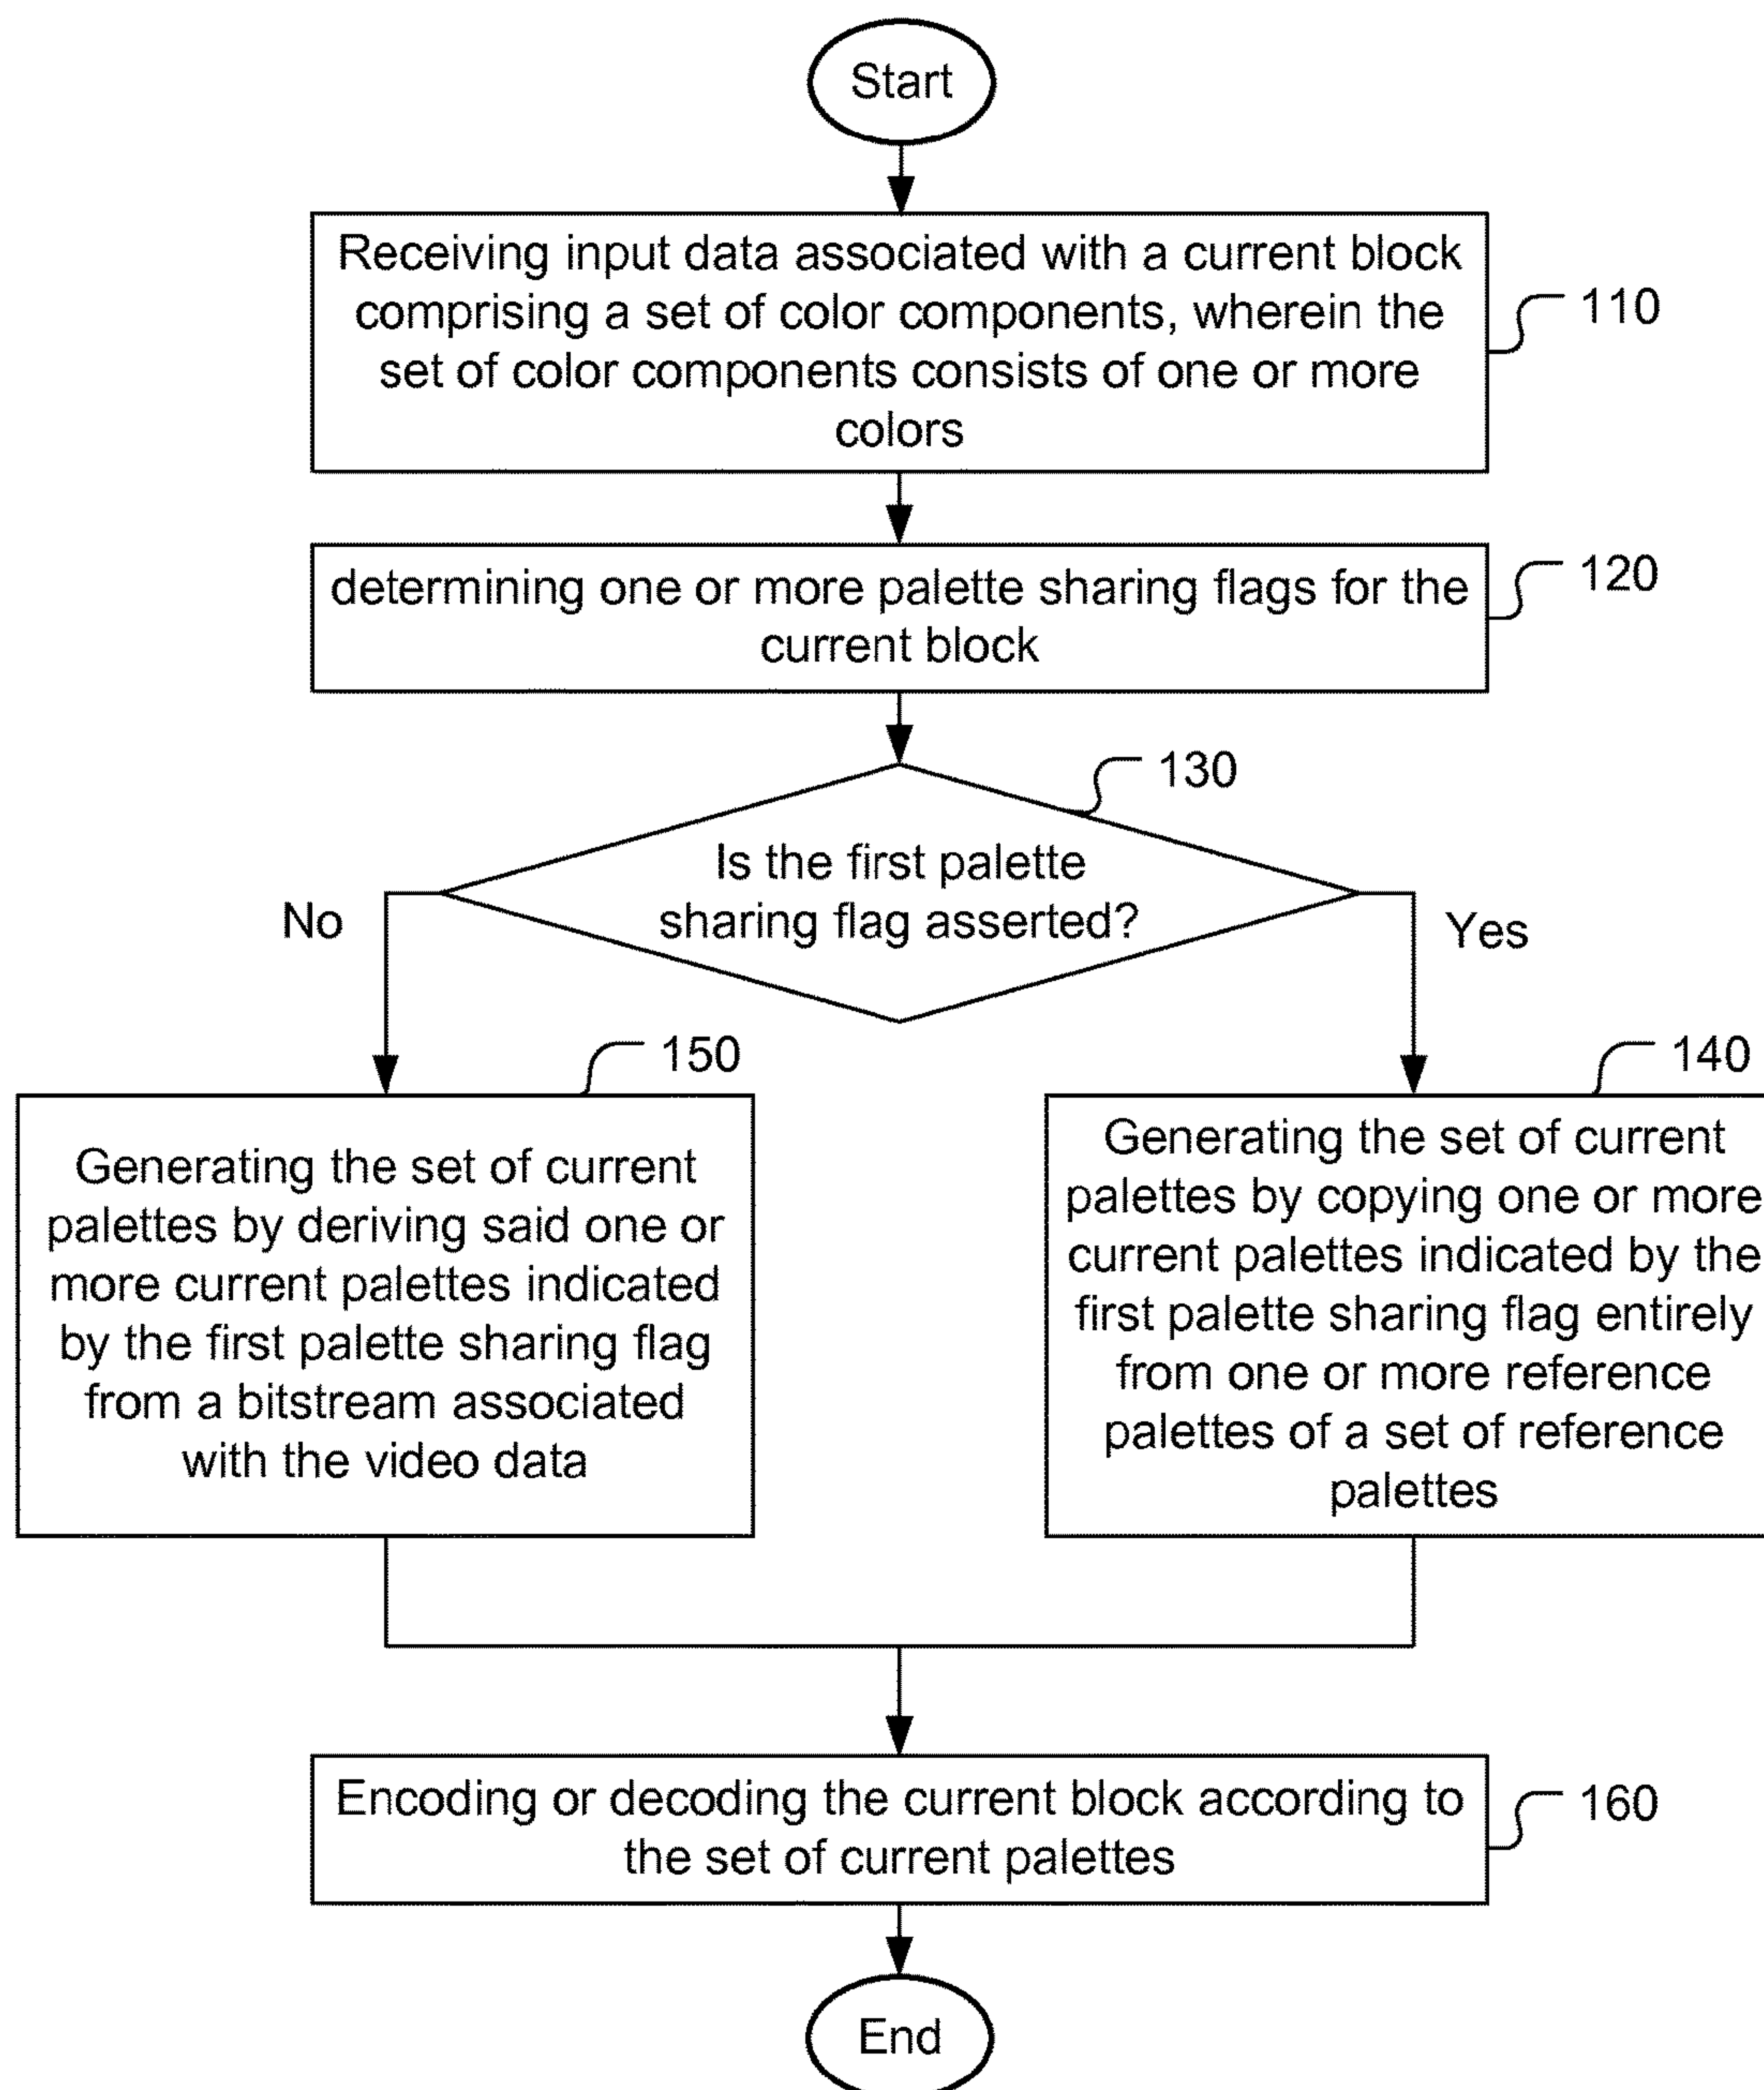 Start
Receiving input data associated with a current block
comprising a set of color components, wherein the
set of color components consists of one or more
colors
110
determining one or more palette sharing flags for the
current block
120
130
Is the first palette
sharing flag asserted?
No
Yes
150
Generating the set of current
palettes by deriving said one or
more current palettes indicated
by the first palette sharing flag
from a bitstream associated
with the video data
140
Generating the set of current
palettes by copying one or more
current palettes indicated by the
first palette sharing flag entirely
from one or more reference
palettes of a set of reference
palettes
Encoding or decoding the current block according to
the set of current palettes
160
End